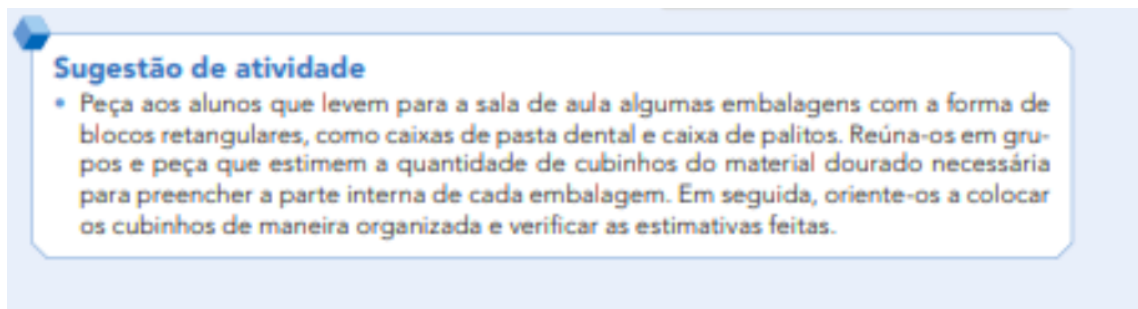 Sugestão de atividade
• Peça aos alunos que levem para a sala de aula algumas embalagens com a forma de
blocos retangulares, como caixas de pasta dental e caixa de palitos. Reúna-os em gru-
pos e peça que estimem a quantidade de cubinhos do material dourado necessária
para preencher a parte interna de cada embalagem. Em seguida, oriente-os a colocar
os cubinhos de maneira organizada e verificar as estimativas feitas.